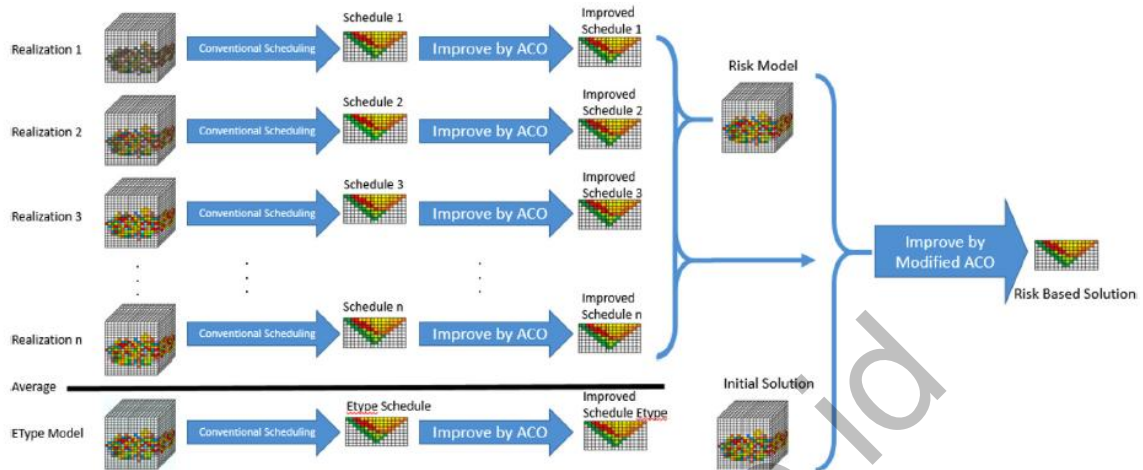 Realization 1
Conventional Scheduling
Schedule 1
Improve by ACO
Improved
Schedule 1
Realization 2
Conventional Scheduling
Schedule 2
Improve by ACO
Improved
Schedule 2
Realization 3
Conventional Scheduling
Schedule 3
Improve by ACO
Improved
Schedule 3
Realization n
Conventional Scheduling
Schedule n
Improve by ACO
Improved
Schedule n
Average
EType Model
Conventional Scheduling
Etype Schedule
Improve by ACO
Improved
Schedule Etype
Risk Model
Initial Solution
Improve by
Modified ACO
Risk Based Solution
id